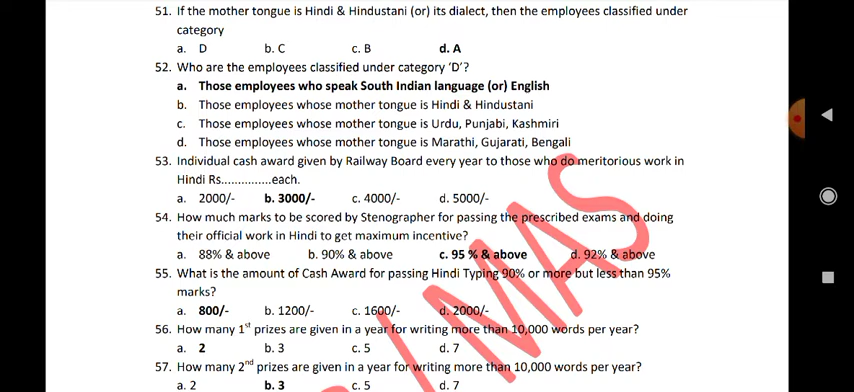 51. If the mother tongue is Hindi & Hindustani (or) its dialect, then the employees classified under
category
a. D b. C c. B d. A
52. Who are the employees classified under category 'D'?
a. Those employees who speak South Indian language (or) English
b. Those employees whose mother tongue is Hindi & Hindustani
c. Those employees whose mother tongue is Urdu, Punjabi, Kashmiri
d. Those employees whose mother tongue is Marathi, Gujarati, Bengali
53. Individual cash award given by Railway Board every year to those who do meritorious work in
Hindi Rs...............each.
a. 2000/- b. 3000/- c. 4000/- d. 5000/-
54. How much marks to be scored by Stenographer for passing the prescribed exams and doing
their official work in Hindi to get maximum incentive?
a. 88% & above b. 90% & above c. 95 % & above d. 92% & above
55. What is the amount of Cash Award for passing Hindi Typing 90% or more but less than 95%
marks?
a. 800/- b. 1200/- c. 1600/- d. 2000/-
56. How many 1st prizes are given in a year for writing more than 10,000 words per year?
a. 2 b. 3 c. 5 d. 7
57. How many 2nd prizes are given in a year for writing more than 10,000 words per year?
a. 2 b. 3 c. 5 d. 7
/ MAS